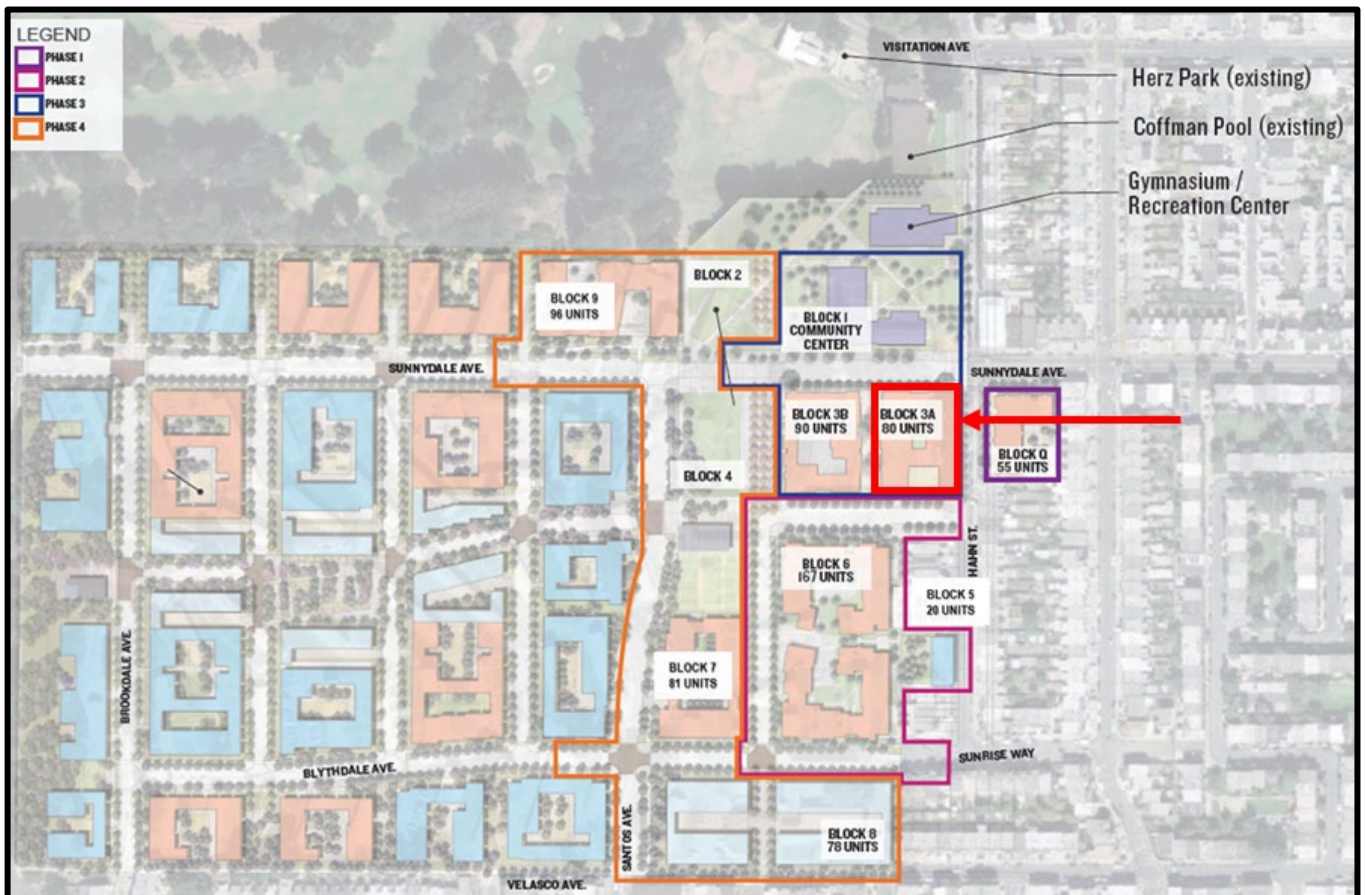 LEGEND
PHASE 1
PHASE 2
PHASE 3
PHASE 4
VISITATION AVE
Herz Park (existing)
Coffman Pool (existing)
Gymnasium /
Recreation Center
BLOCK 2
BLOCK 9
96 UNITS
BLOCK 1
COMMUNITY
CENTER
SUNNYDALE AVE.
SUNNYDALE AVE.
BLOCK 3B
90 UNITS
BLOCK 3A
80 UNITS
BLOCK Q
55 UNITS
BLOCK 4
HAHN ST.
BLOCK 6
167 UNITS
BLOCK 5
20 UNITS
BROOKDALE AVE.
BLOCK 7
81 UNITS
SUNRISE WAY
BLYTHDALE AVE.
SANTOS AVE.
BLOCK 8
78 UNITS
VELASCO AVE.